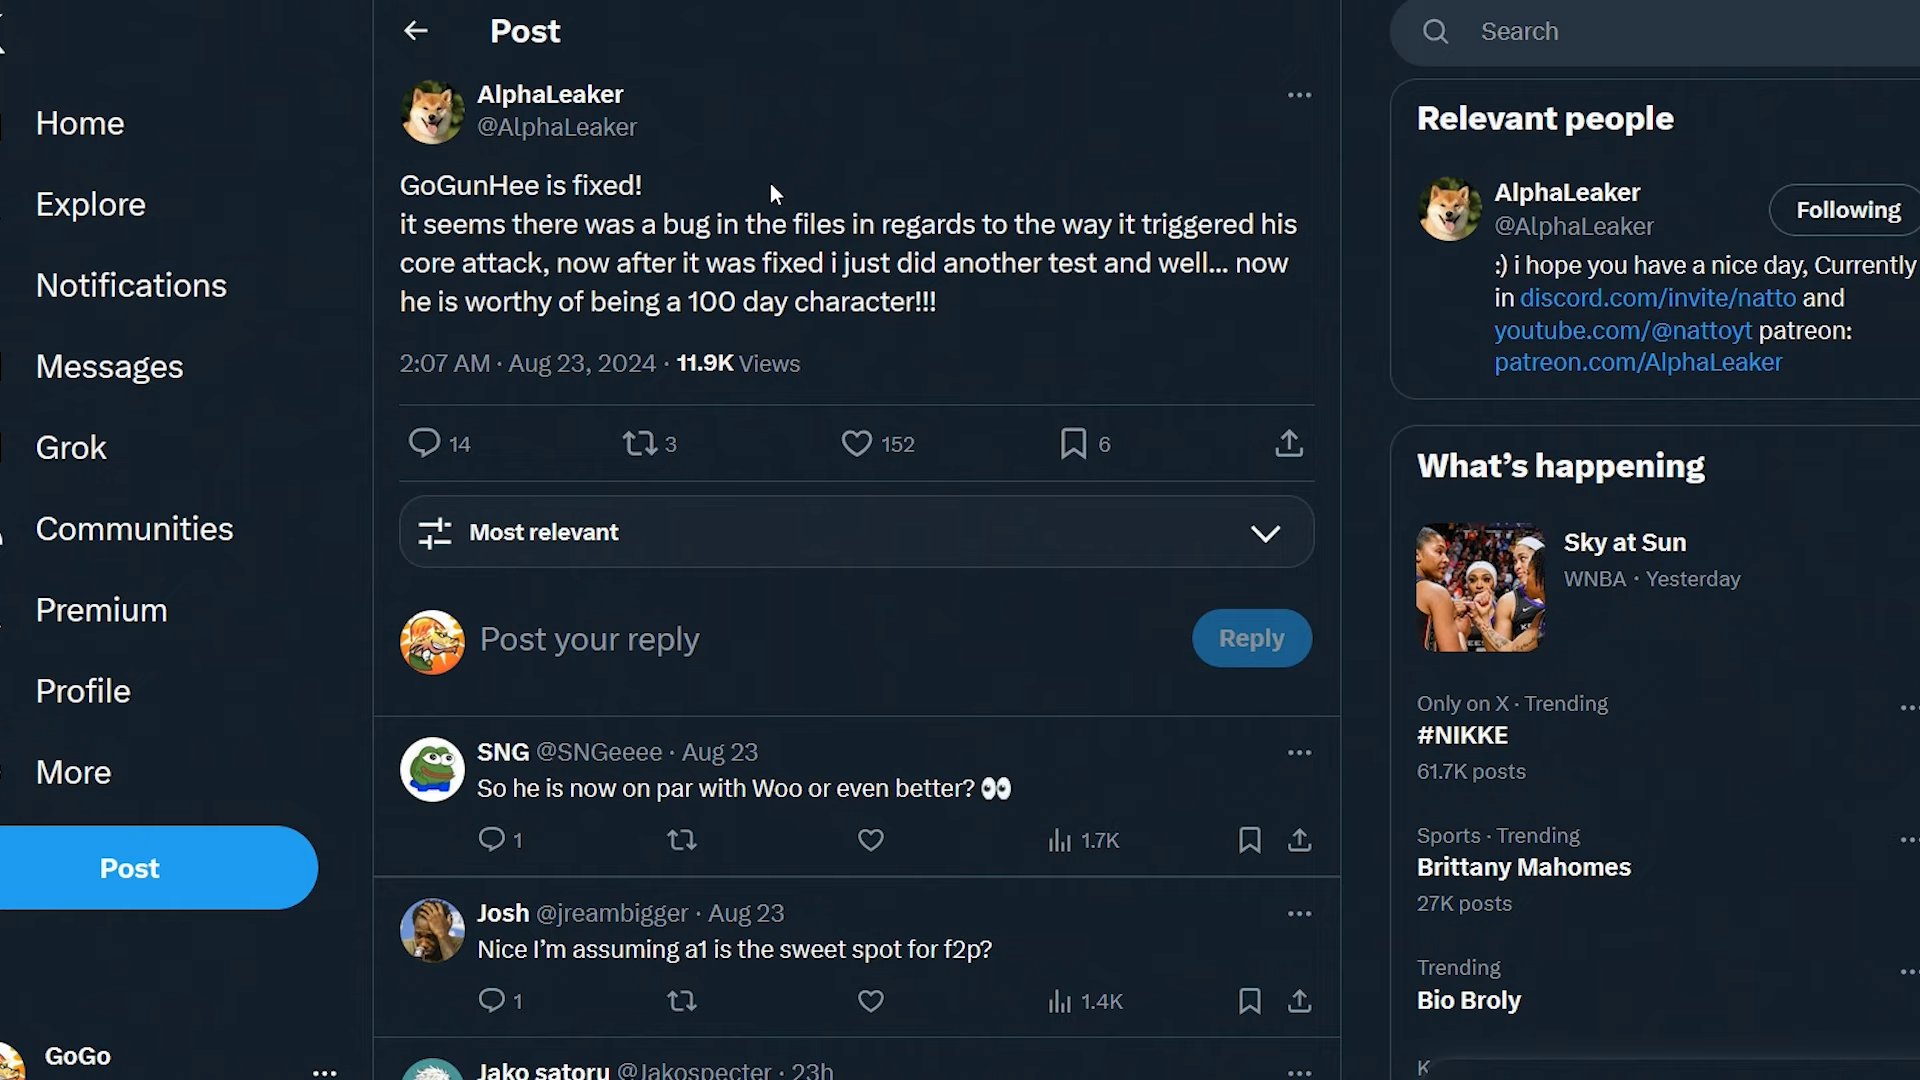 Post
Search
Home
Explore
Notifications
Messages
Grok
Communities
Premium
Profile
More
Post
GoGo
AlphaLeaker
@AlphaLeaker
GoGunHee is fixed!
it seems there was a bug in the files in regards to the way it triggered his
core attack, now after it was fixed i just did another test and well... now
he is worthy of being a 100 day character!!!
2:07 AM · Aug 23, 2024 · 11.9K Views
14 3 152 6
Most relevant
Post your reply
Reply
SNG @SNGeeee · Aug 23
So he is now on par with Woo or even better? 👀
1 1.7K
Josh @jreambigger · Aug 23
Nice I’m assuming a1 is the sweet spot for f2p?
1 1.4K
Jako satoru @Jakospecter · 23h
Relevant people
AlphaLeaker
@AlphaLeaker
Following
:) i hope you have a nice day, Currently
in discord.com/invite/natto and
youtube.com/@nattoyt patreon:
patreon.com/AlphaLeaker
What’s happening
Sky at Sun
WNBA · Yesterday
Only on X · Trending
#NIKKE
61.7K posts
Sports · Trending
Brittany Mahomes
27K posts
Trending
Bio Broly